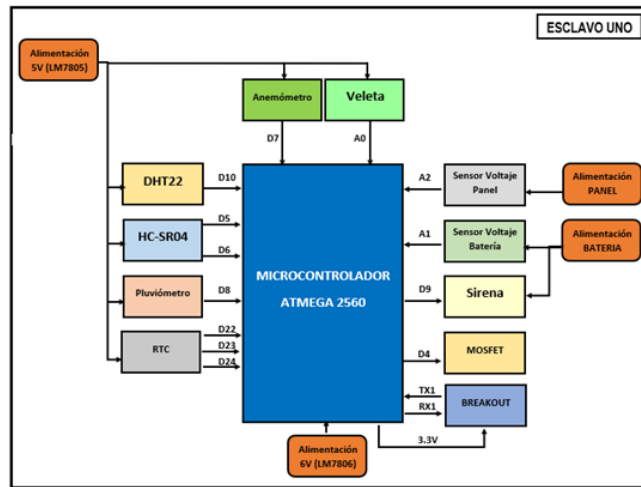 ESCLAVO UNO
Alimentación
5V (LM7805)
Anemómetro
Veleta
D7
A0
DHT22
D10
HC-SR04
D5
D6
Pluviómetro
D8
RTC
D22
D23
D24
MICROCONTROLADOR
ATMEGA 2560
A2
Sensor Voltaje
Panel
Alimentación
PANEL
A1
Sensor Voltaje
Batería
Alimentación
BATERIA
D9
Sirena
D4
MOSFET
TX1
RX1
BREAKOUT
3.3V
Alimentación
6V (LM7806)